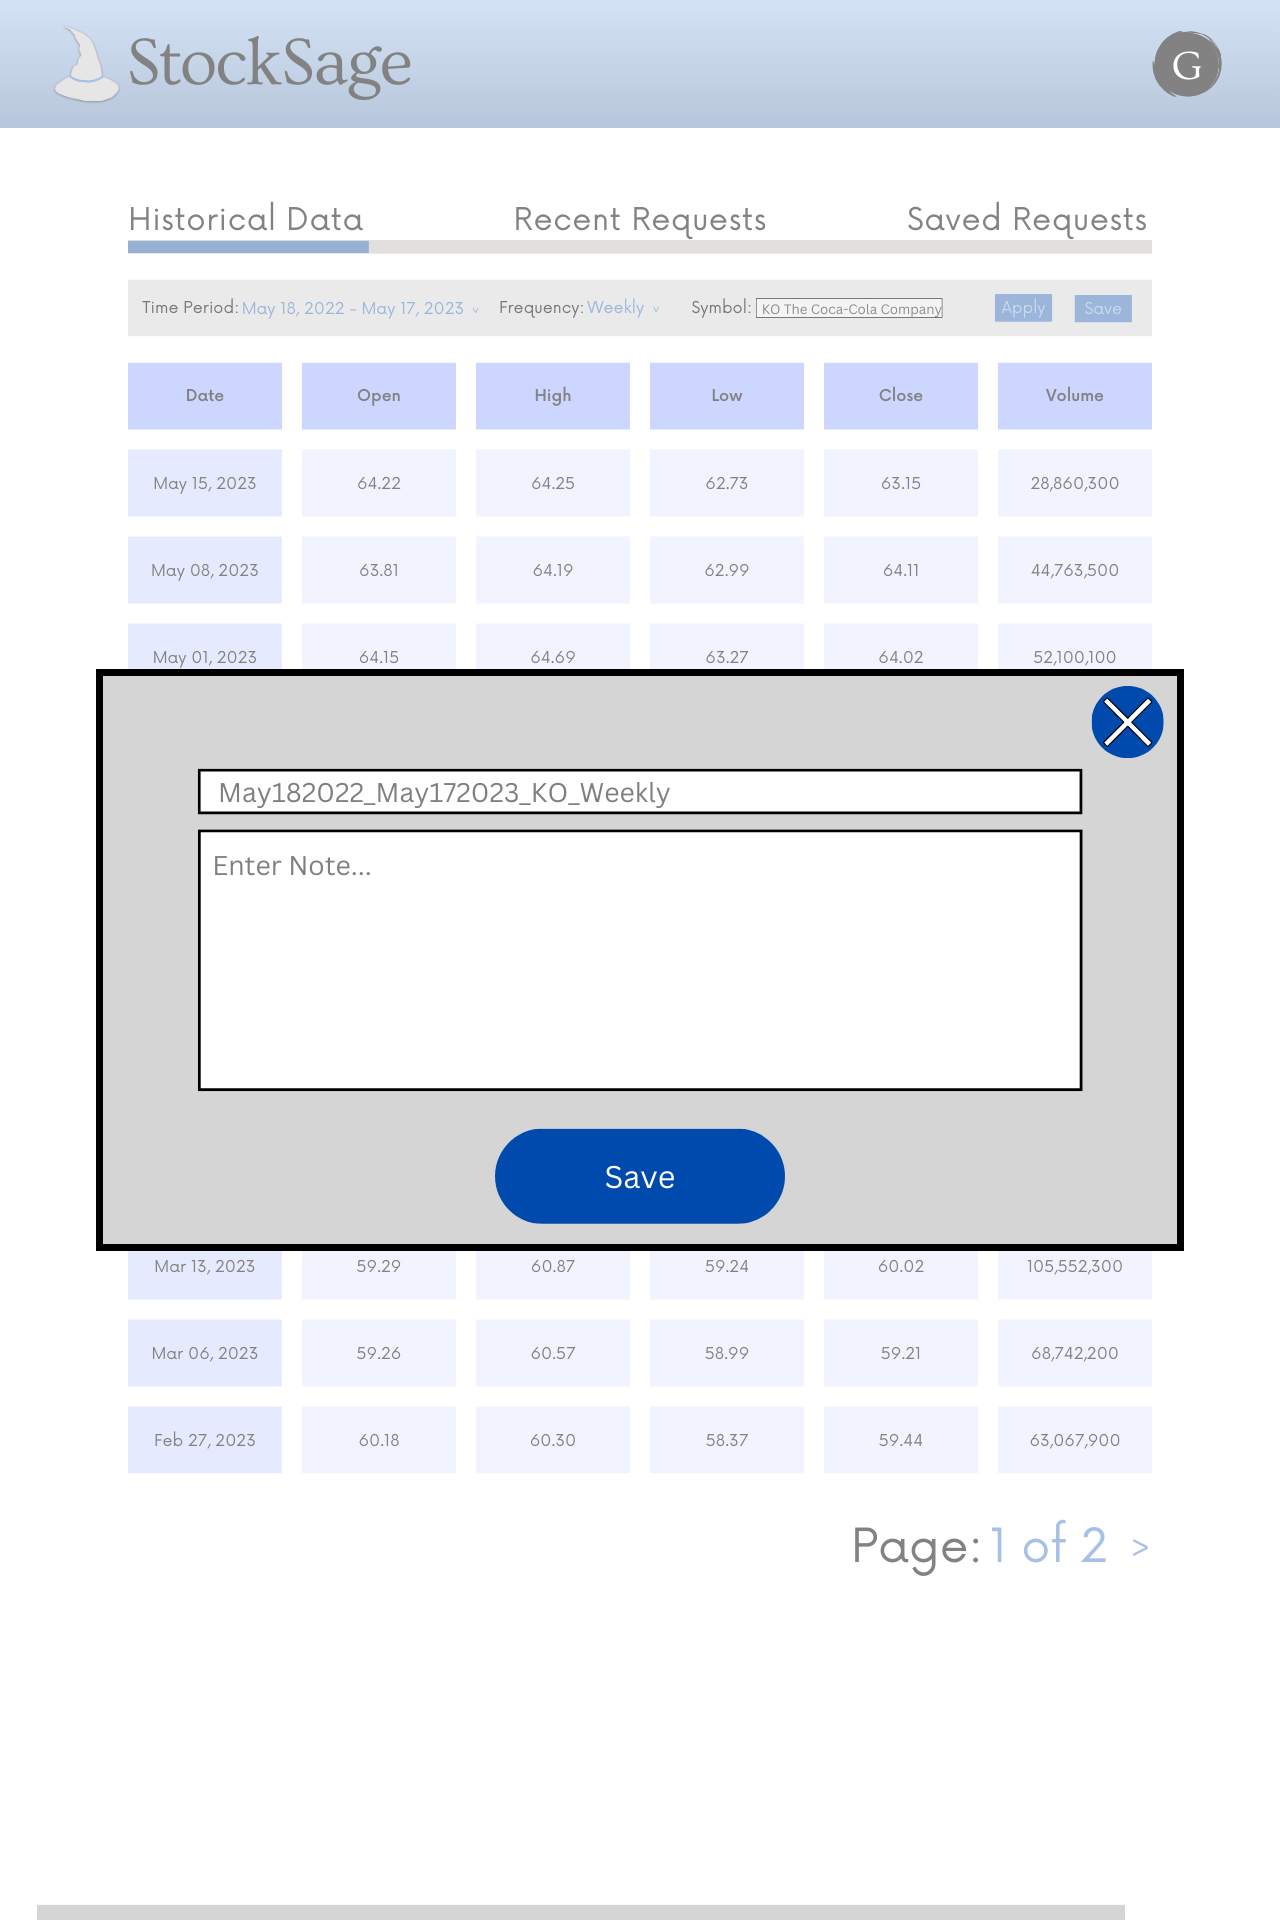 StockSage
G
Historical Data Recent Requests Saved Requests
Time Period: May 18, 2022 - May 17, 2023 v Frequency: Weekly v Symbol: KO The Coca-Cola Company Apply Save
Date Open High Low Close Volume
May 15, 2023 64.22 64.25 62.73 63.15 28,860,300
May 08, 2023 63.81 64.19 62.99 64.11 44,763,500
May 01, 2023 64.15 64.69 63.27 64.02 52,100,100
May182022_May172023_KO_Weekly
Enter Note...
Save
Mar 13, 2023 59.29 60.87 59.24 60.02 105,552,300
Mar 06, 2023 59.26 60.57 58.99 59.21 68,742,200
Feb 27, 2023 60.18 60.30 58.37 59.44 63,067,900
Page: 1 of 2 >